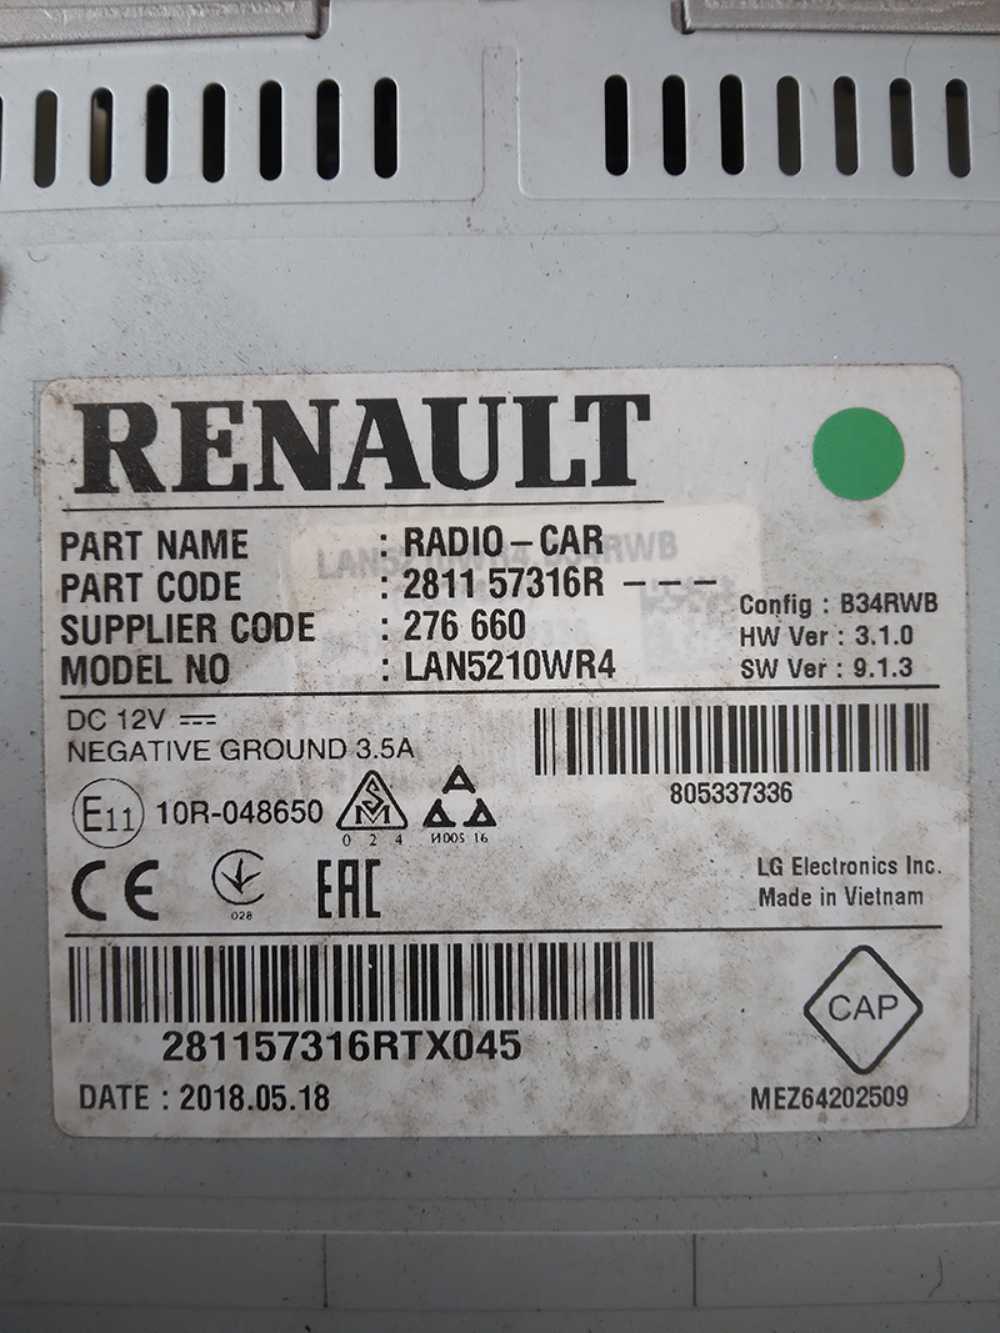 RENAULT
PART NAME : RADIO-CAR
PART CODE : 2811 57316R ---
SUPPLIER CODE : 276 660
MODEL NO : LAN5210WR4
Config : B34RWB
HW Ver : 3.1.0
SW Ver : 9.1.3
DC 12V
NEGATIVE GROUND 3.5A
805337336
E11 10R-048650
SM
0 2 4
A
И00S 16
CE
028
EAC
LG Electronics Inc.
Made in Vietnam
281157316RTX045
CAP
DATE : 2018.05.18
MEZ64202509